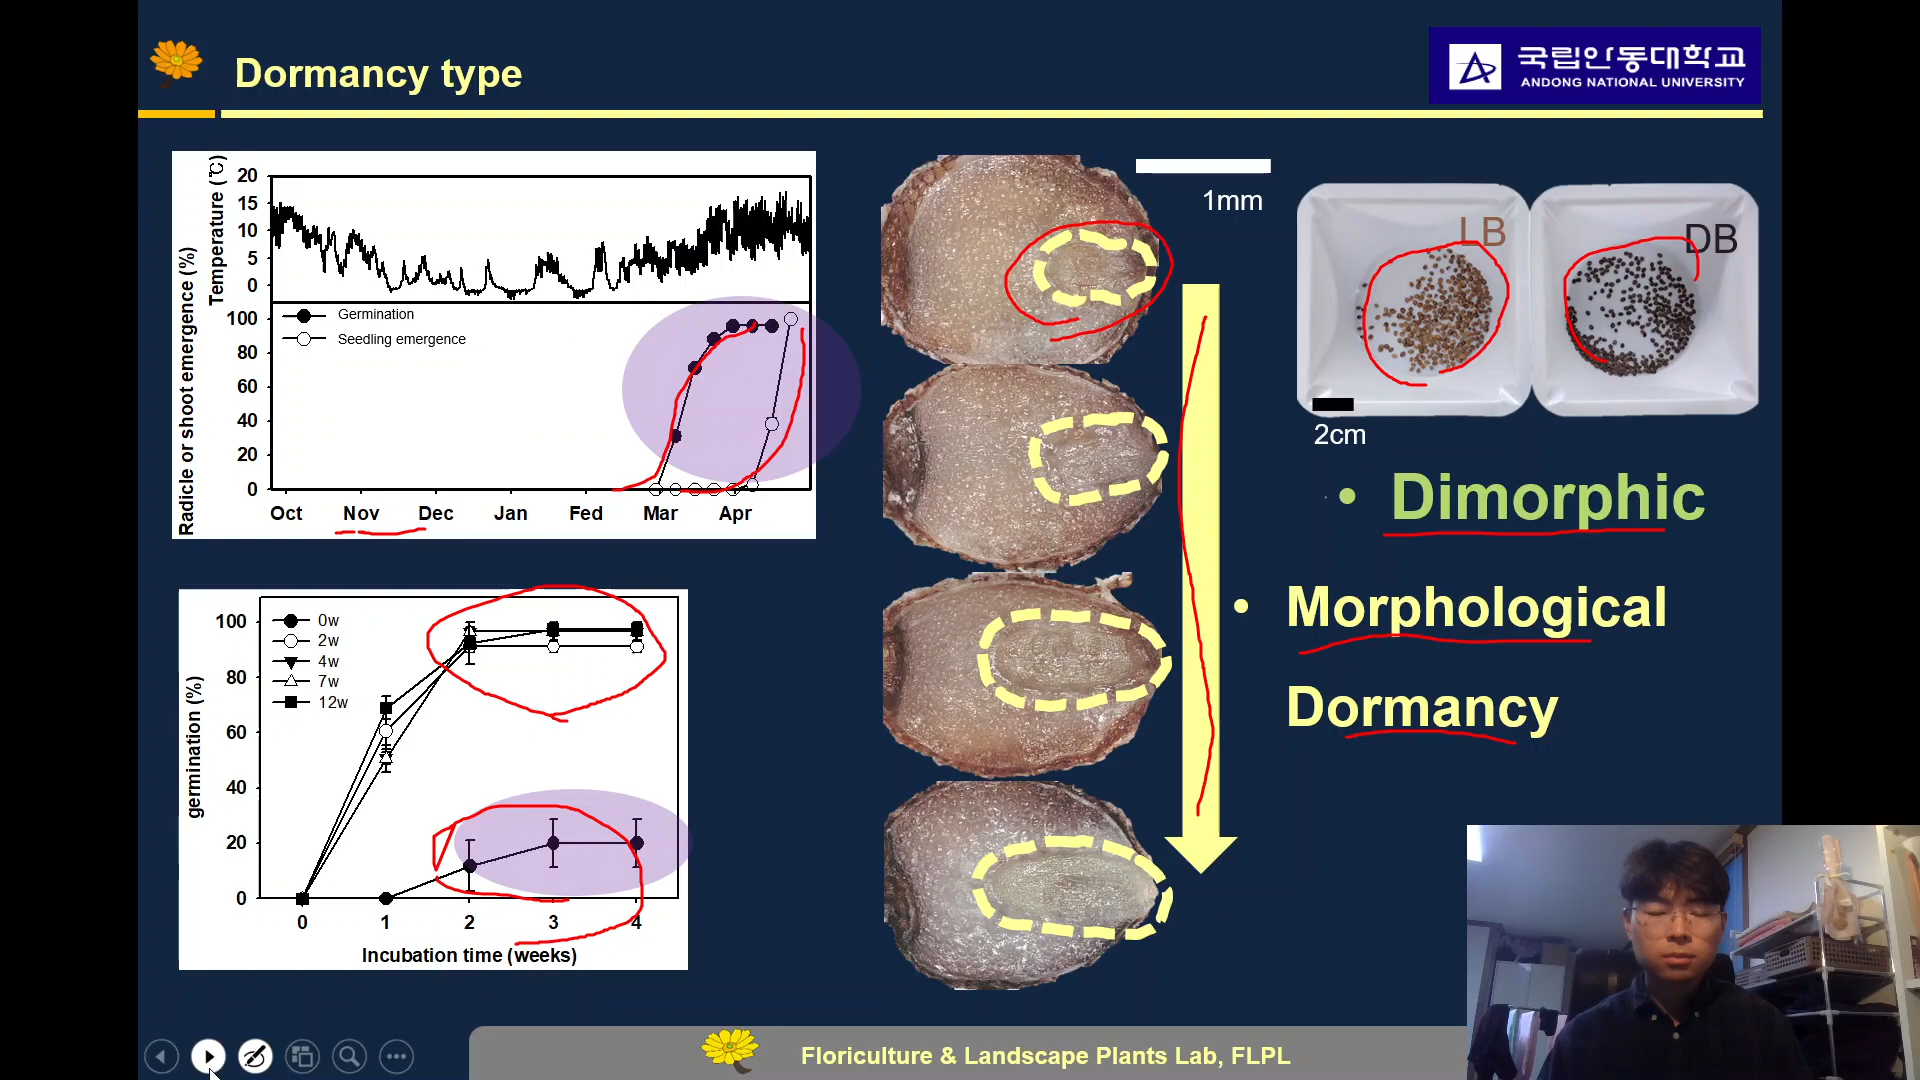 Dormancy type
국립안동대학교
ANDONG NATIONAL UNIVERSITY
Temperature (℃)
20
15
10
5
0
Radicle or shoot emergence (%)
100
80
60
40
20
0
Germination
Seedling emergence
Oct Nov Dec Jan Fed Mar Apr
germination (%)
100
80
60
40
20
0
0w
2w
4w
7w
12w
0 1 2 3 4
Incubation time (weeks)
1mm
LB
DB
2cm
• Dimorphic
• Morphological
Dormancy
Floriculture & Landscape Plants Lab, FLPL